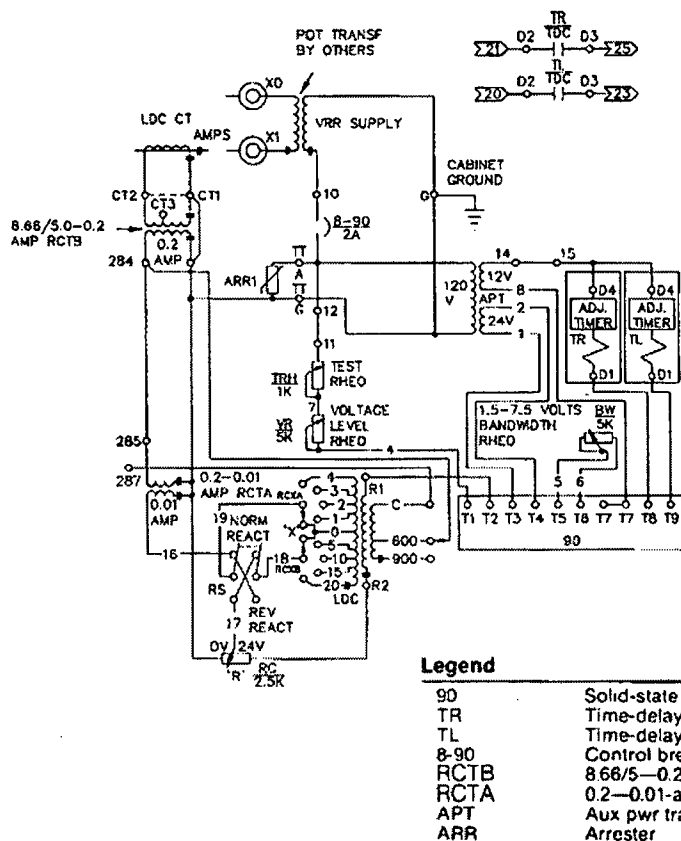 POT TRANSF
BY OTHERS
TR
TDC
21 D2 D3 25
TL
TDC
20 D2 D3 23
X0
LDC CT
AMPS
X1
VRR SUPPLY
CABINET
GROUND
CT2
CT3
CT1
10
G
8.66/5.0-0.2
AMP RCTB
8-90
2A
0.2
AMP
284
TT
A
ARR1
TT
G
12
11
120
V
14
15
12V
8
APT
2
24V
1
D4
D4
ADJ.
TIMER
ADJ.
TIMER
TR
TL
D1
D1
TRH
1K
TEST
RHEO
7
VR
5K
VOLTAGE
LEVEL
RHEO
1.5-7.5 VOLTS
BANDWIDTH
RHEO
BW
5K
4
285
287
0.2-0.01
AMP RCTA
0.01
AMP
RCXA
4
3
2
1
0
5
10
15
20
R1
C
5
6
T1 T2 T3 T4 T5 T6 T7 T7 T8 T9
90
19
NORM
REACT
"X"
600
900
16
18
RCXB
RS
R2
LDC
17
REV
REACT
0V 24V
"R"
RC
2.5K
Legend
90 Solid-state
TR Time-delay
TL Time-delay
8-90 Control bre
RCTB 8.66/5—0.2
RCTA 0.2—0.01-a
APT Aux pwr tra
ARR Arrester